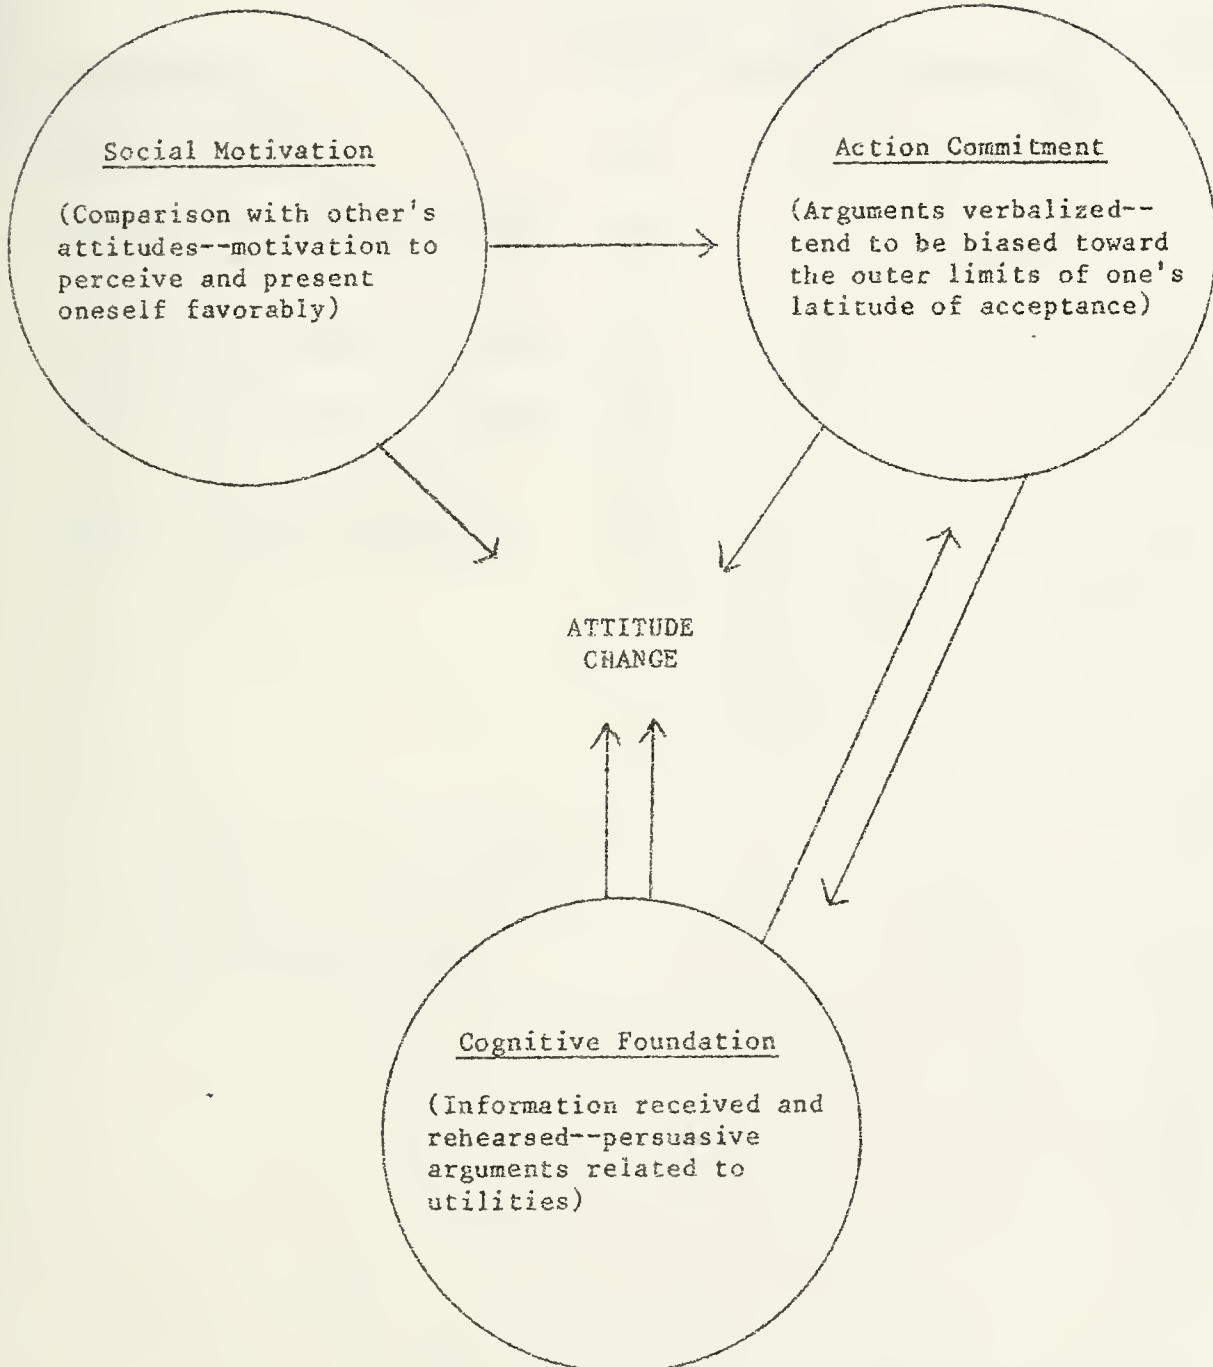 Social Motivation
(Comparison with other's
attitudes--motivation to
perceive and present
oneself favorably)
Action Commitment
(Arguments verbalized--
tend to be biased toward
the outer limits of one's
latitude of acceptance)
ATTITUDE
CHANGE
Cognitive Foundation
(Information received and
rehearsed--persuasive
arguments related to
utilities)